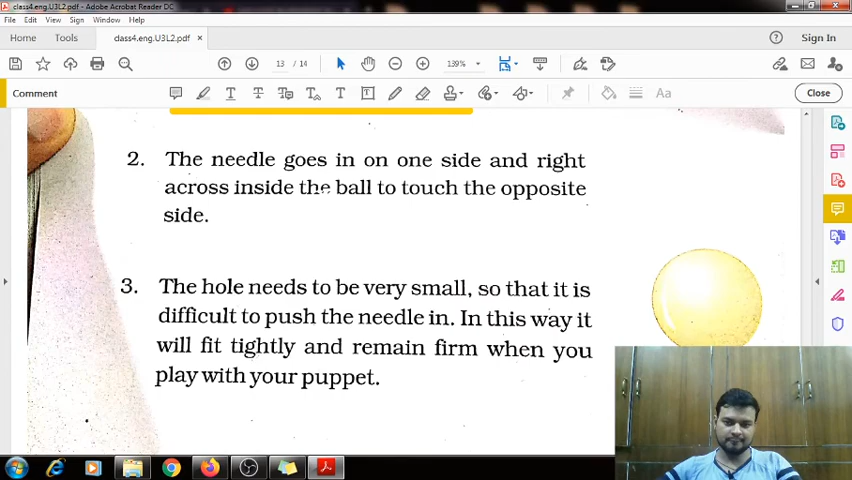 class4.eng.U3L2.pdf - Adobe Acrobat Reader DC
File Edit View Sign Window Help
Home Tools class4.eng.U3L2.pdf × Sign In
13 / 14 139%
Comment Aa Close
2. The needle goes in on one side and right
across inside the ball to touch the opposite
side.
3. The hole needs to be very small, so that it is
difficult to push the needle in. In this way it
will fit tightly and remain firm when you
play with your puppet.